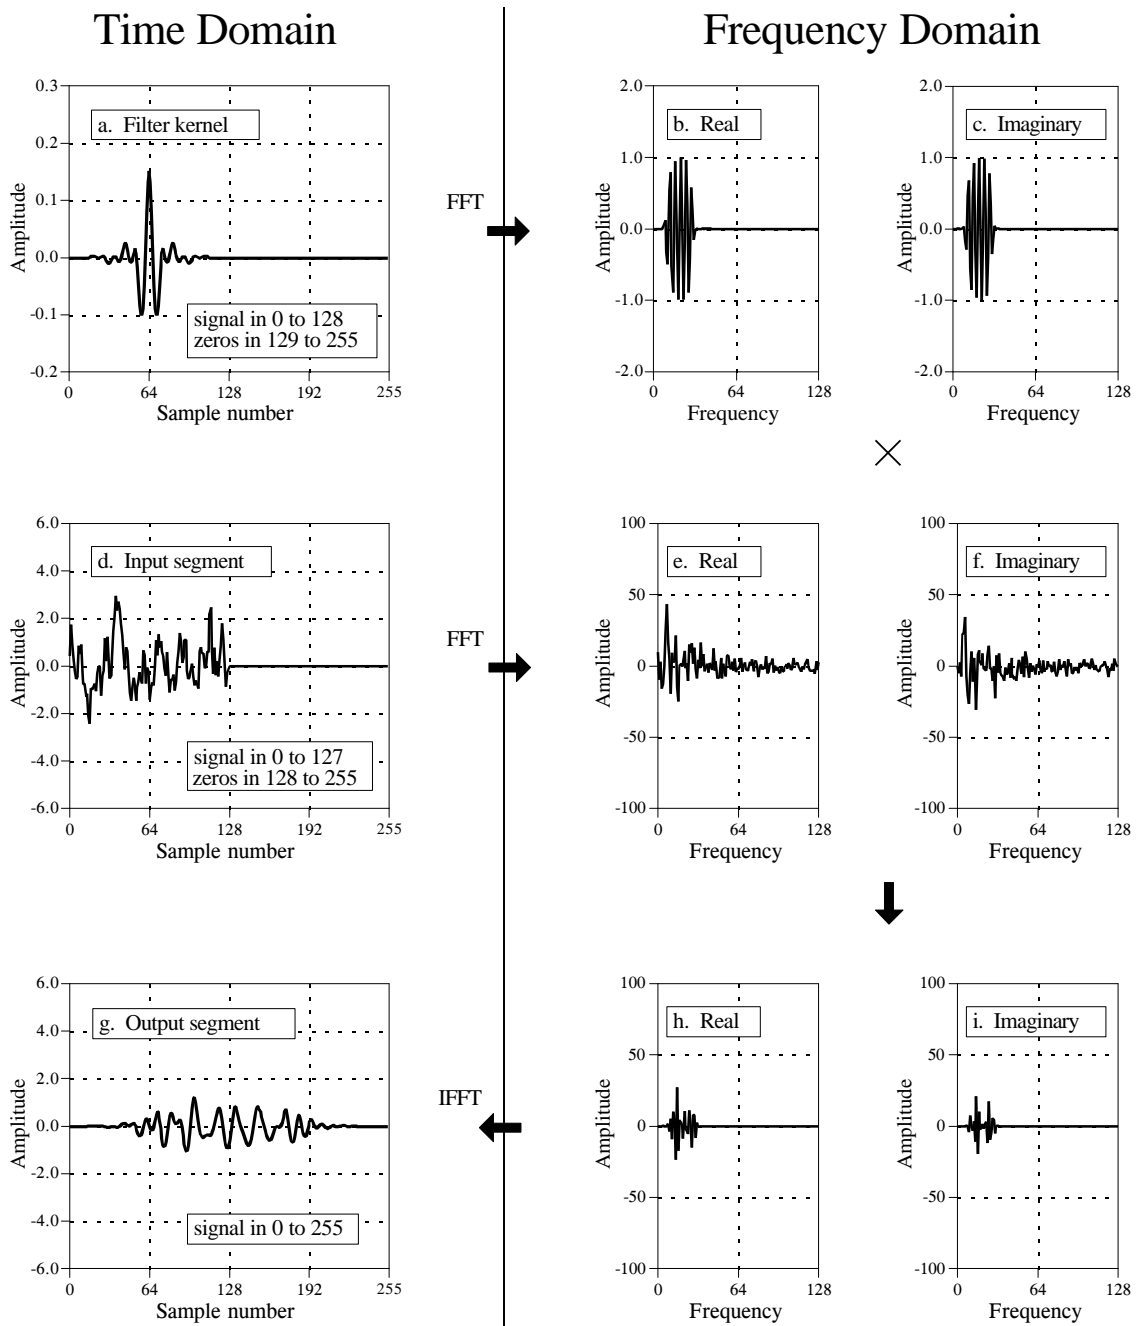 Time Domain
Frequency Domain
a. Filter kernel
0.3
0.2
0.1
0.0
-0.1
-0.2
Amplitude
signal in 0 to 128
zeros in 129 to 255
0 64 128 192 255
Sample number
FFT
b. Real
2.0
1.0
0.0
-1.0
-2.0
Amplitude
0 64 128
Frequency
c. Imaginary
2.0
1.0
0.0
-1.0
-2.0
Amplitude
0 64 128
Frequency
×
d. Input segment
6.0
4.0
2.0
0.0
-2.0
-4.0
-6.0
Amplitude
signal in 0 to 127
zeros in 128 to 255
0 64 128 192 255
Sample number
FFT
e. Real
100
50
0
-50
-100
Amplitude
0 64 128
Frequency
f. Imaginary
100
50
0
-50
-100
Amplitude
0 64 128
Frequency
g. Output segment
6.0
4.0
2.0
0.0
-2.0
-4.0
-6.0
Amplitude
signal in 0 to 255
0 64 128 192 255
Sample number
IFFT
h. Real
100
50
0
-50
-100
Amplitude
0 64 128
Frequency
i. Imaginary
100
50
0
-50
-100
Amplitude
0 64 128
Frequency